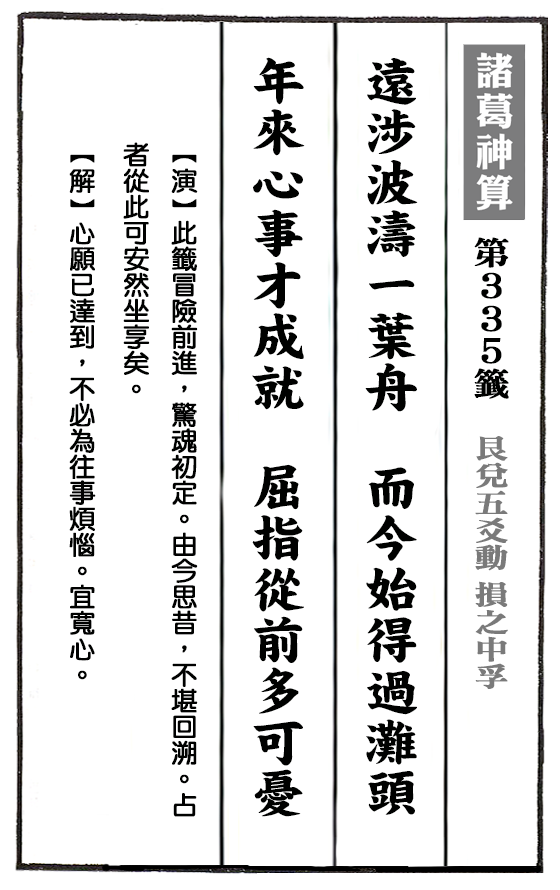 諸葛神算 第335籤 艮兌五爻動 損之中孚
遠涉波濤一葉舟 而今始得過灘頭
年來心事才成就 屈指從前多可憂
【演】此籤冒險前進，驚魂初定。由今思昔，不堪回溯。占
者從此可安然坐享矣。
【解】心願已達到，不必為往事煩惱。宜寬心。